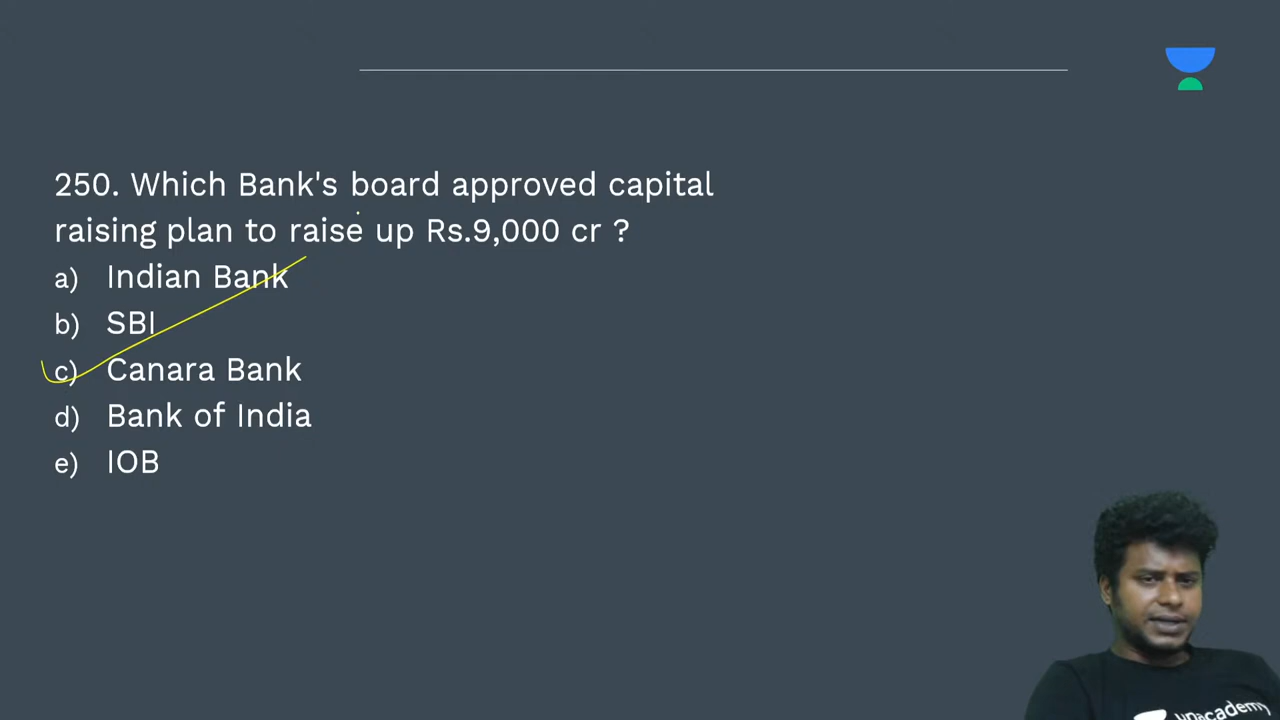 250. Which Bank's board approved capital
raising plan to raise up Rs.9,000 cr ?
a) Indian Bank
b) SBI
c) Canara Bank
d) Bank of India
e) IOB
unacademy